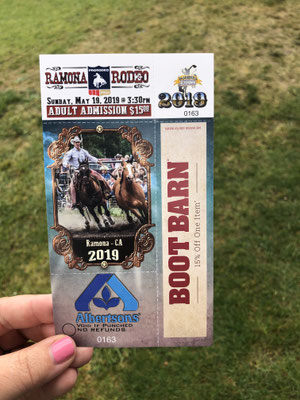 RAMONA RODEO
SUNDAY, MAY 19, 2019 @ 3:30PM
ADULT ADMISSION $15.00
2019
0163
BOOT BARN
15% Off One Item*
Ramona - CA
2019
Albertsons
VOID IF PUNCHED
NO REFUNDS
0163